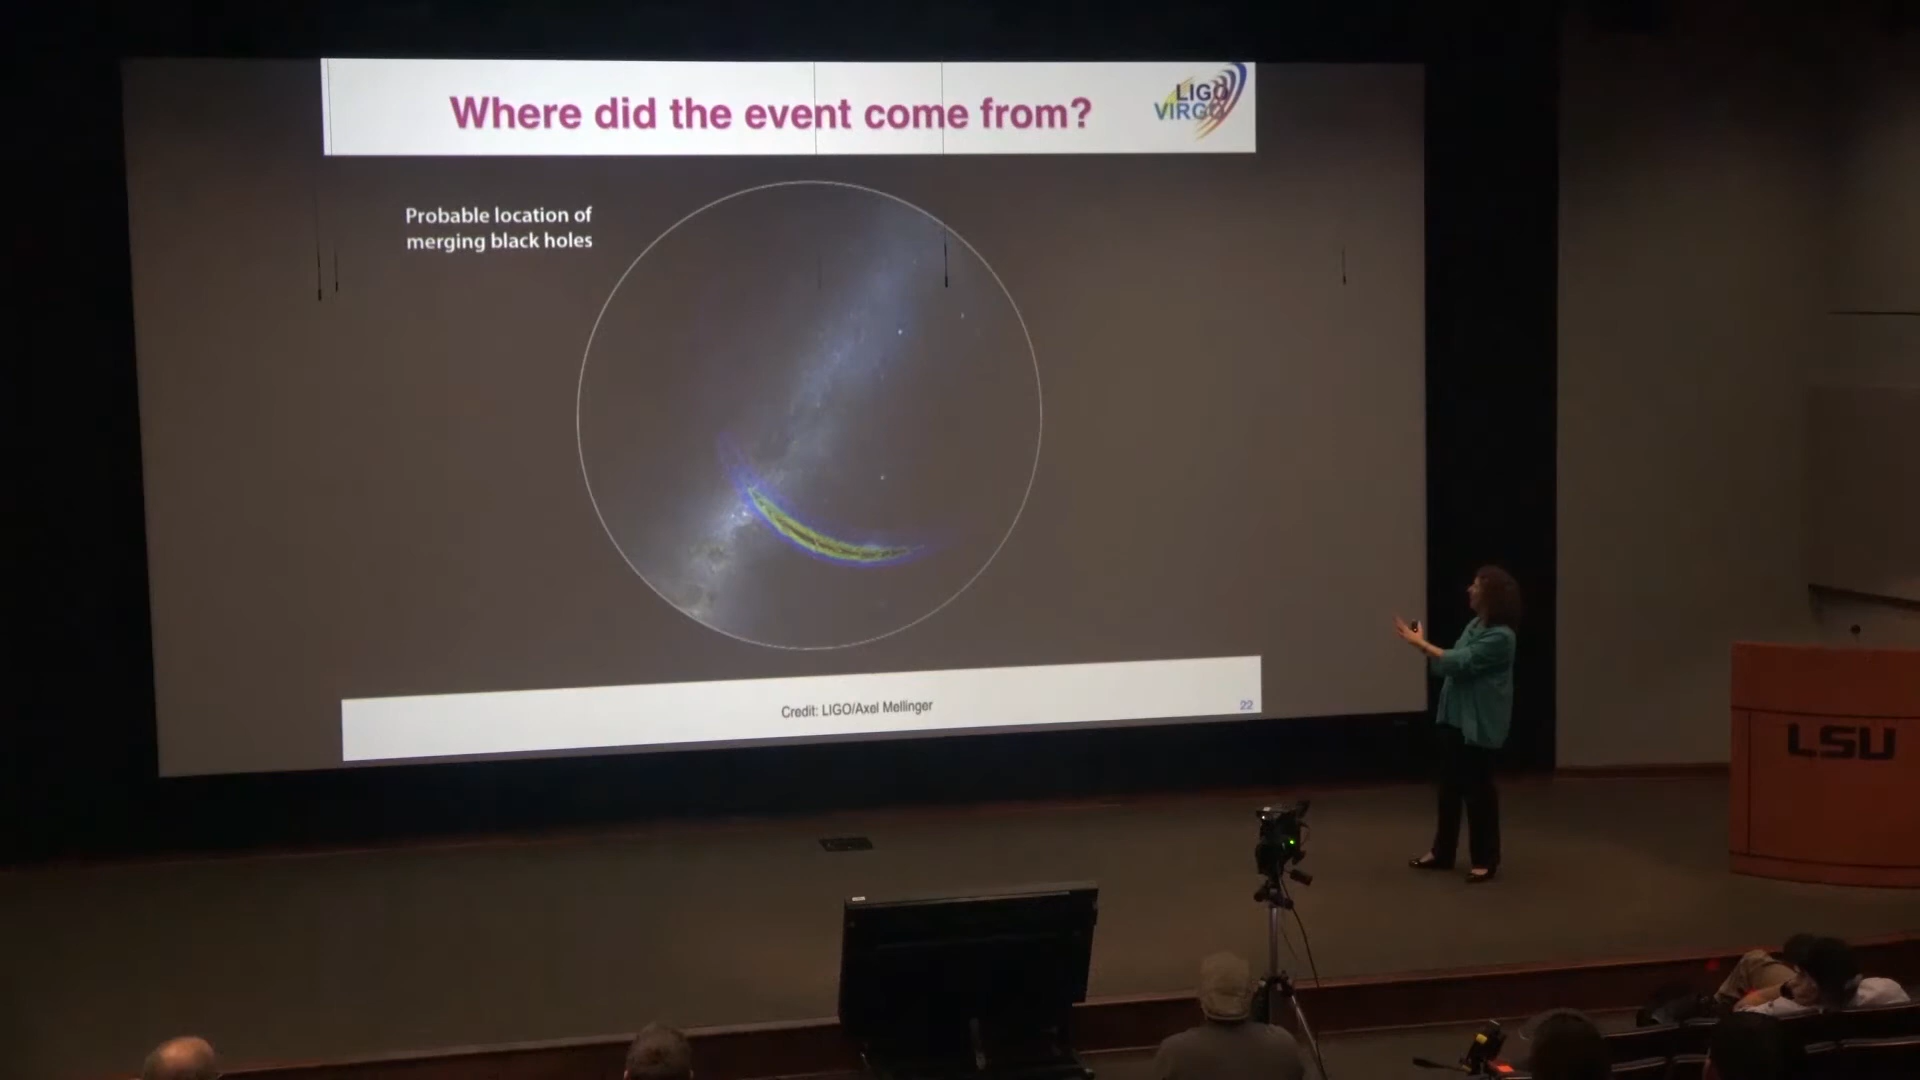 Where did the event come from?
LIGO
VIRGO
Probable location of
merging black holes
Credit: LIGO/Axel Mellinger
22
LSU